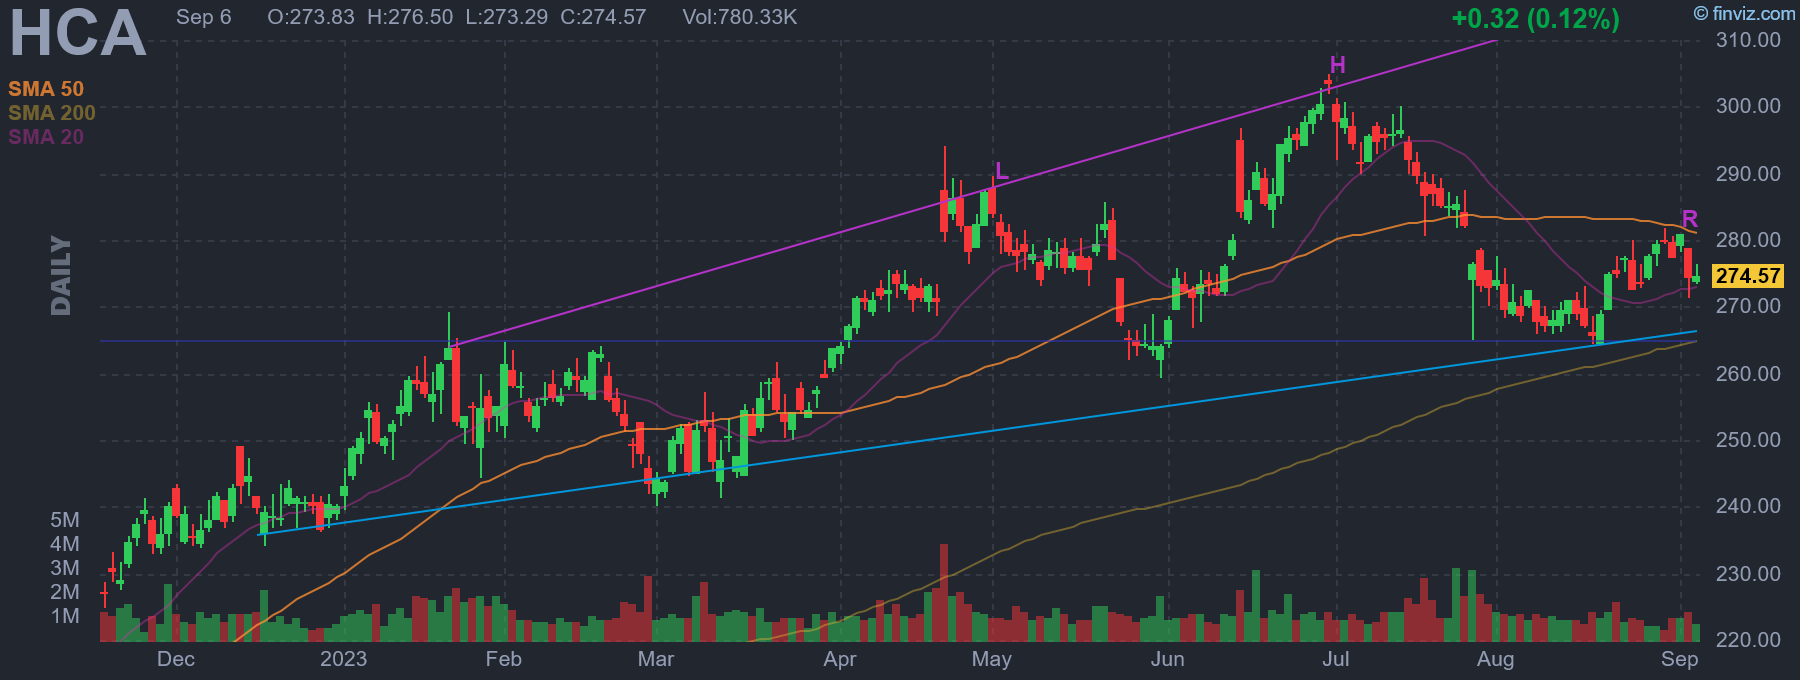 HCA
Sep 6 O:273.83 H:276.50 L:273.29 C:274.57 Vol:780.33K
+0.32 (0.12%)
© finviz.com
SMA 50
SMA 200
SMA 20
DAILY
L
H
R
310.00
300.00
290.00
280.00
274.57
270.00
260.00
250.00
240.00
230.00
220.00
5M
4M
3M
2M
1M
Dec 2023 Feb Mar Apr May Jun Jul Aug Sep